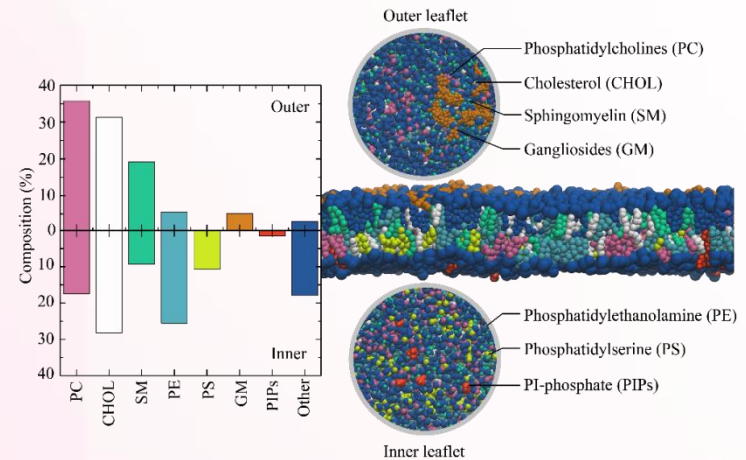 Outer leaflet
Phosphatidylcholines (PC)
Cholesterol (CHOL)
Sphingomyelin (SM)
Gangliosides (GM)
Composition (%)
40
30
20
10
0
10
20
30
40
Outer
Inner
PC
CHOL
SM
PE
PS
GM
PIPs
Other
Phosphatidylethanolamine (PE)
Phosphatidylserine (PS)
PI-phosphate (PIPs)
Inner leaflet